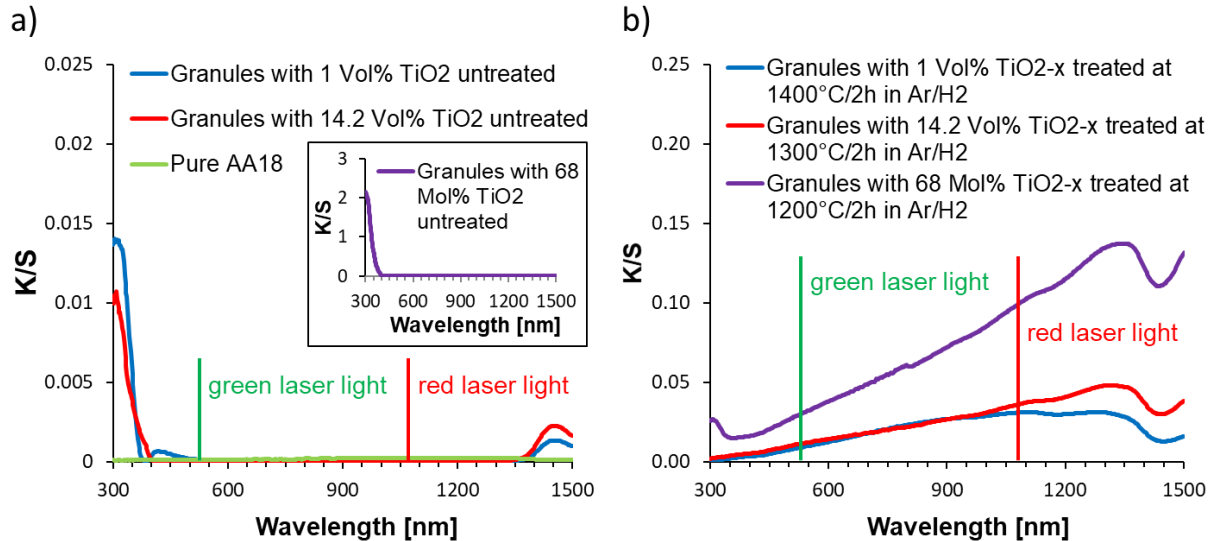 a)
0.025
0.02
0.015
0.01
0.005
0
K/S
Granules with 1 Vol% TiO2 untreated
Granules with 14.2 Vol% TiO2 untreated
Pure AA18
3
2
1
0
K/S
Granules with 68
Mol% TiO2
untreated
300 600 900 1200 1500
Wavelength [nm]
green laser light
red laser light
300 600 900 1200 1500
Wavelength [nm]
b)
0.25
0.20
0.15
0.10
0.05
0.00
K/S
Granules with 1 Vol% TiO2-x treated at
1400°C/2h in Ar/H2
Granules with 14.2 Vol% TiO2-x treated at
1300°C/2h in Ar/H2
Granules with 68 Mol% TiO2-x treated at
1200°C/2h in Ar/H2
green laser light
red laser light
300 600 900 1200 1500
Wavelength [nm]